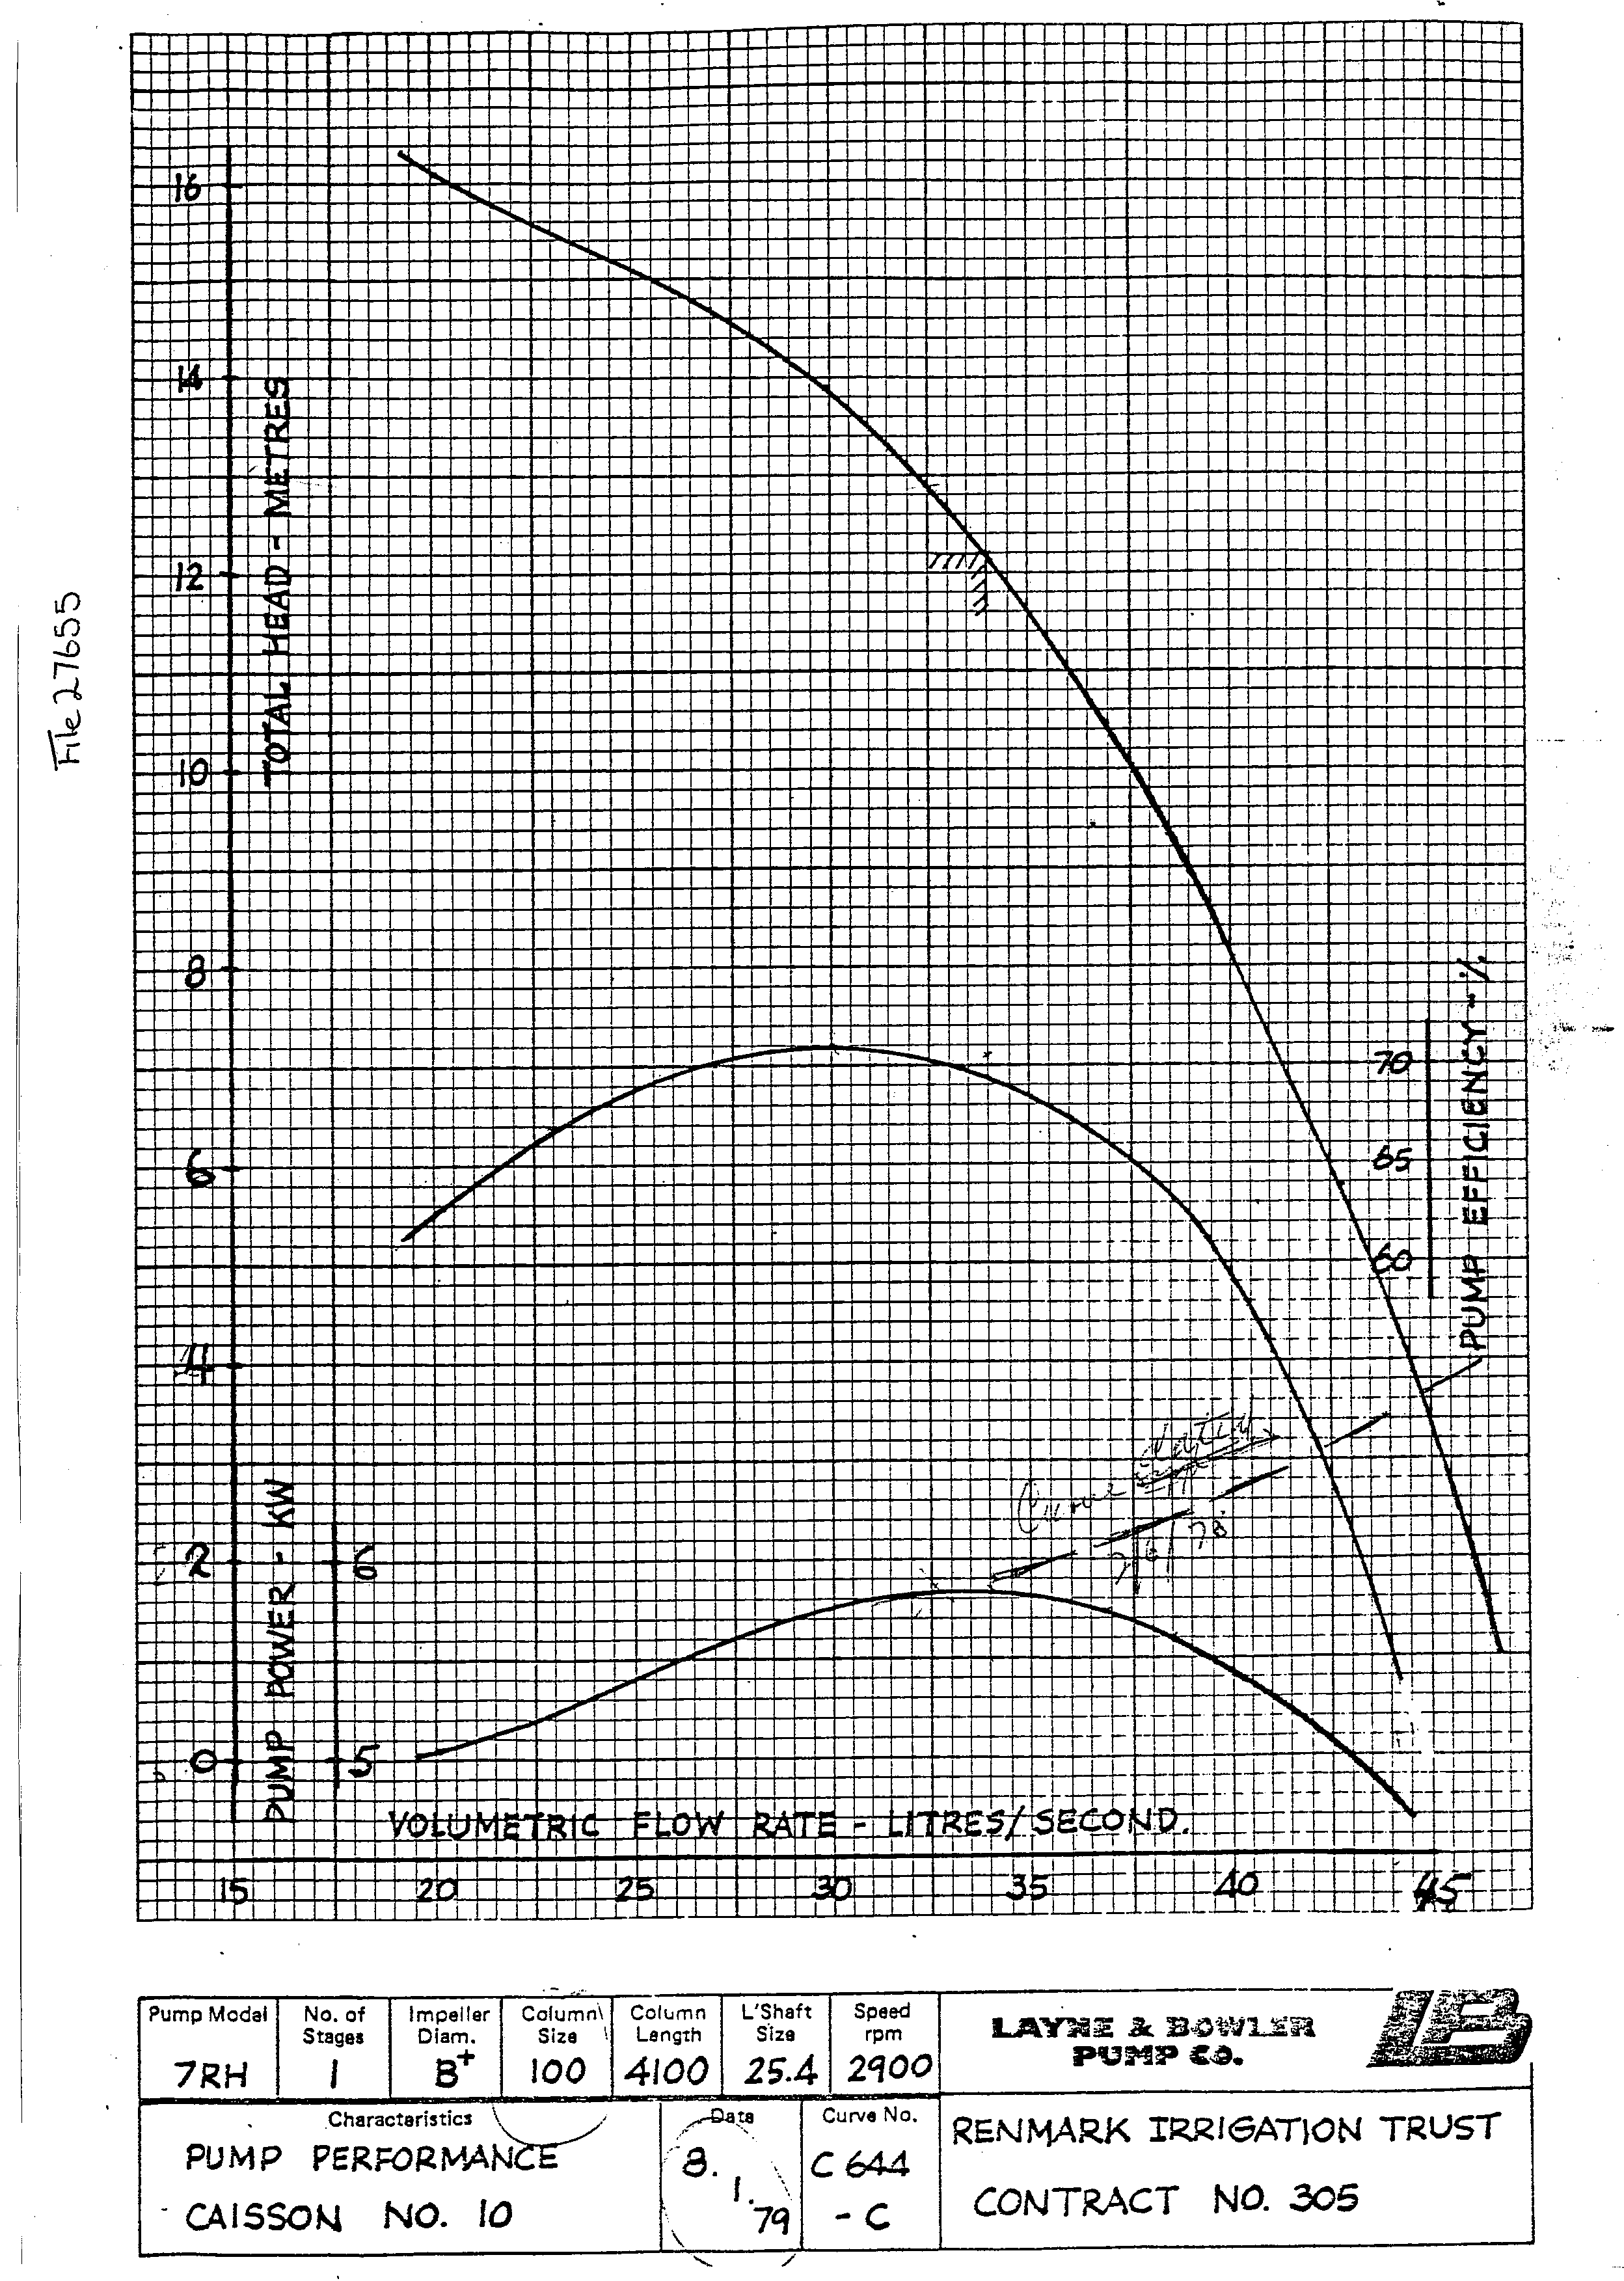 File 27655
16
14
12
10
8
6
4
2
0
TOTAL HEAD - METRES
PUMP POWER - KW
6
5
70
65
60
PUMP EFFICIENCY - %
Curve
VOLUMETRIC FLOW RATE - LITRES/SECOND.
15 20 25 30 35 40 45
Pump Model No. of Stages Impeller Diam. Column Size Column Length L'Shaft Size Speed rpm
7RH 1 B+ 100 4100 25.4 2900
LAYNE & BOWLER
PUMP CO.
LB
Characteristics
PUMP PERFORMANCE
CAISSON NO. 10
Date
8.
1.
79
Curve No.
C 644
- C
RENMARK IRRIGATION TRUST
CONTRACT NO. 305